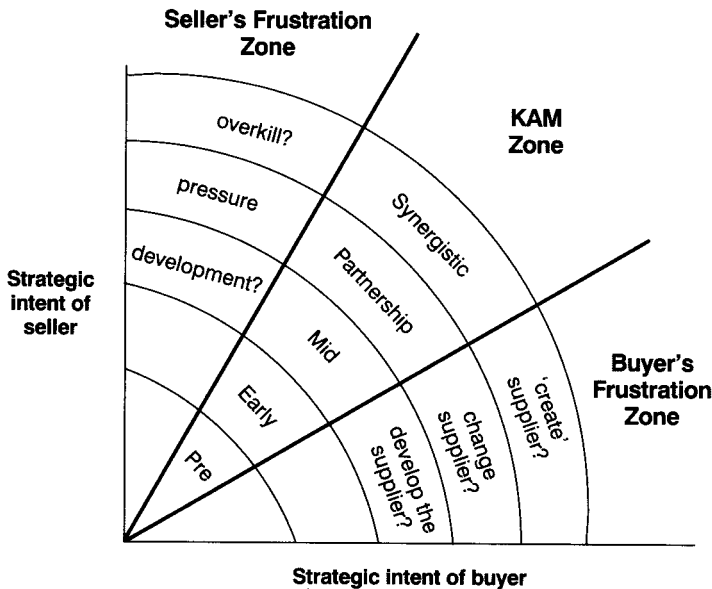 Seller's Frustration
Zone
KAM
Zone
overkill?
pressure
development?
Synergistic
Partnership
Mid
Early
Pre
Strategic
intent of
seller
Buyer's
Frustration
Zone
'create'
supplier?
change
supplier?
develop the
supplier?
Strategic intent of buyer